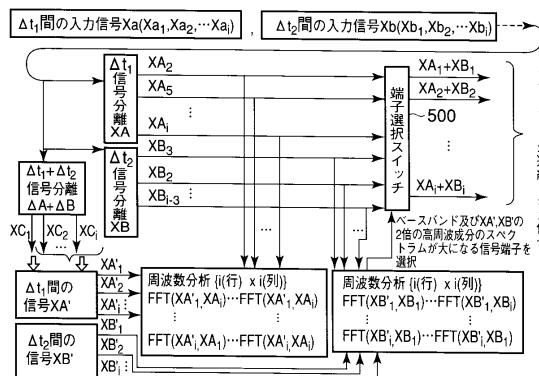 Δt₁間の入力信号Xa(Xa₁,Xa₂,…Xaᵢ) , Δt₂間の入力信号Xb(Xb₁,Xb₂,…Xbᵢ)
Δt₁
信号分離
XA
XA₂
XA₅
⋮
XAᵢ
Δt₂
信号分離
XB
XB₃
XB₂
⋮
XBᵢ₋₃
端子選択スイッチ
500
XA₁+XB₁
XA₂+XB₂
⋮
XAᵢ+XBᵢ
Δt₁+Δt₂
信号分離
ΔA+ΔB
XC₁ XC₂ … XCᵢ
… …
ベースバンド及びXA',XB'の
2倍の高周波成分のスペク
トラムが大になる信号端子を
選択
Δt₁間の
信号XA'
XA'₁
XA'₂
XA'ᵢ
Δt₂間の
信号XB'
XB'₁
XB'₂
XB'ᵢ
周波数分析 {i(行) x i(列)}
FFT(XA'₁,XAᵢ)…FFT(XA'₁,XAᵢ)
⋮ ⋮
FFT(XA'ᵢ,XA₁)…FFT(XA'ᵢ,XAᵢ)
周波数分析 {i(行) x i(列)}
FFT(XB'₁,XB₁)…FFT(XB'₁,XBᵢ)
⋮ ⋮
FFT(XB'ᵢ,XB₁)…FFT(XB'ᵢ,XB₁)